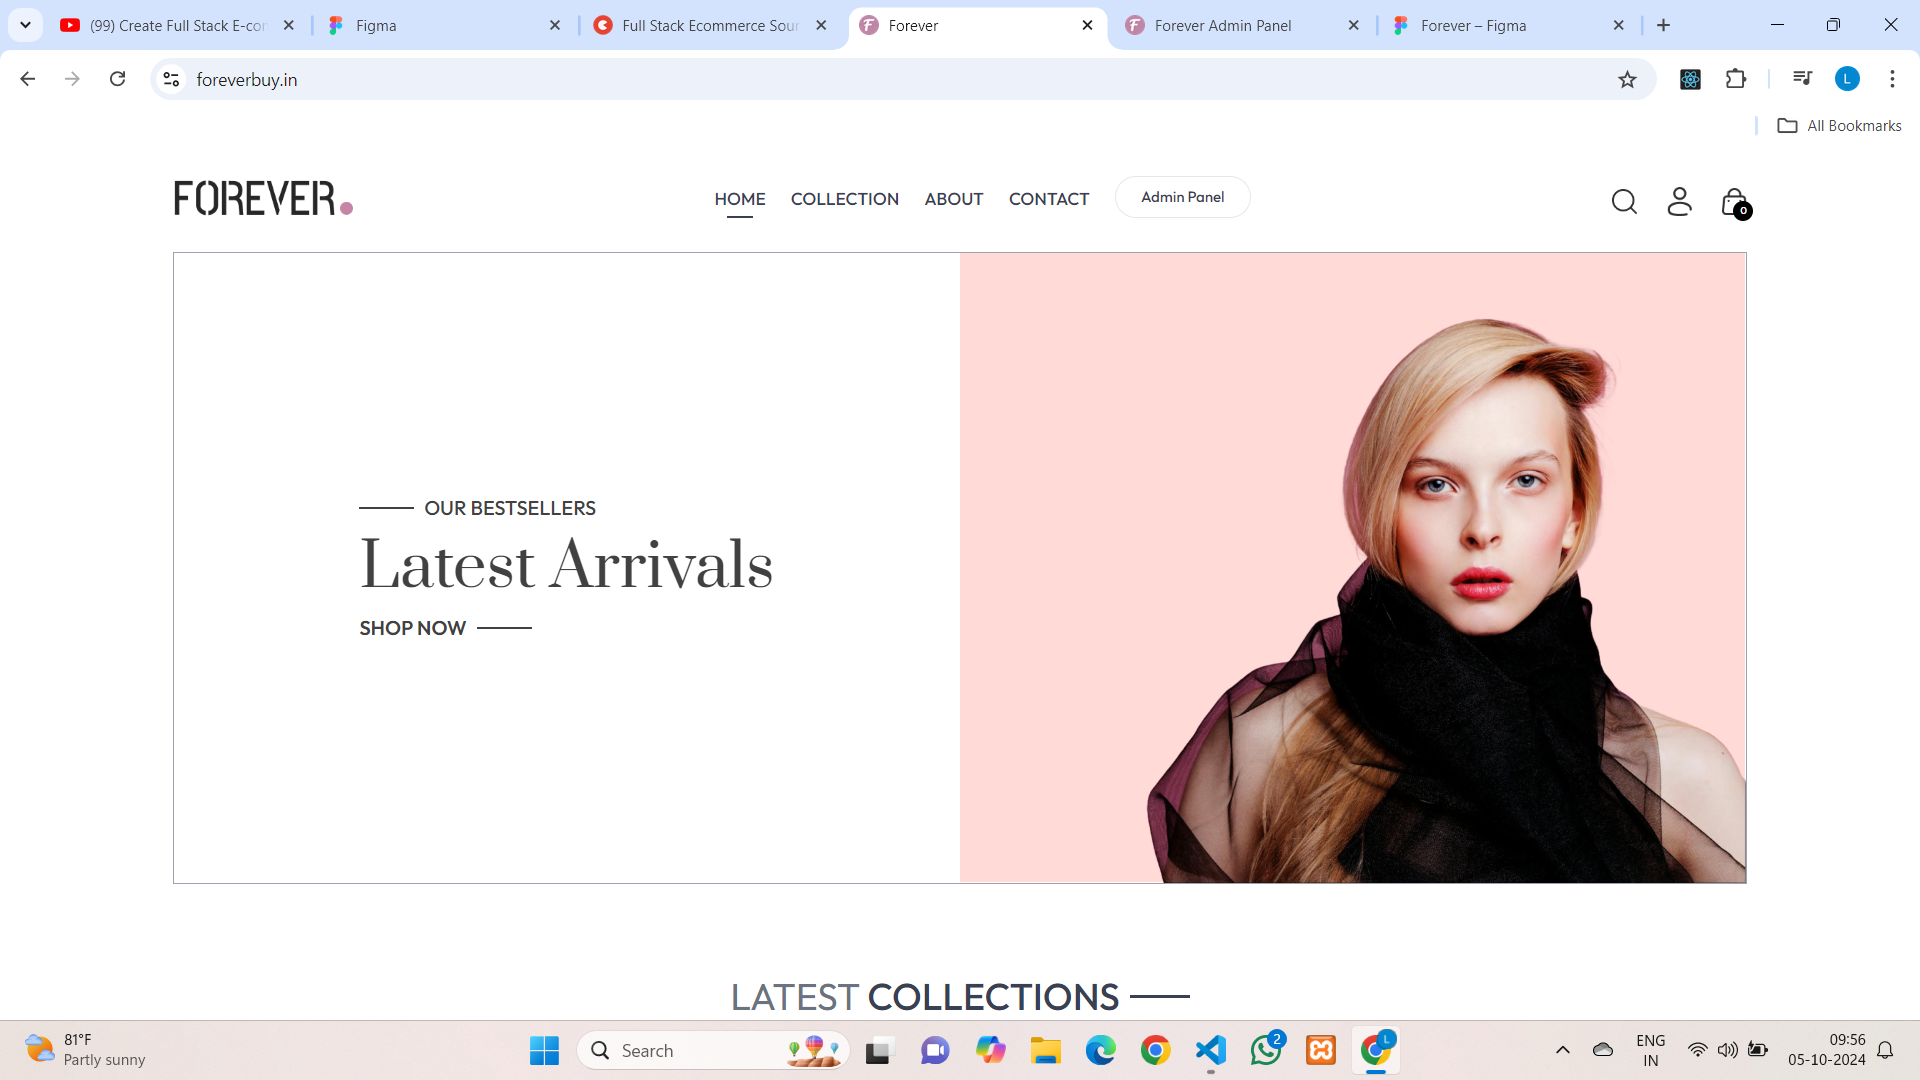 (99) Create Full Stack E-con
Figma
Full Stack Ecommerce Sour
Forever
Forever Admin Panel
Forever – Figma
foreverbuy.in
L
All Bookmarks
FOREVER.
HOME
COLLECTION
ABOUT
CONTACT
Admin Panel
0
OUR BESTSELLERS
Latest Arrivals
SHOP NOW
LATEST COLLECTIONS
81°F
Partly sunny
Search
2
L
ENG
IN
09:56
05-10-2024